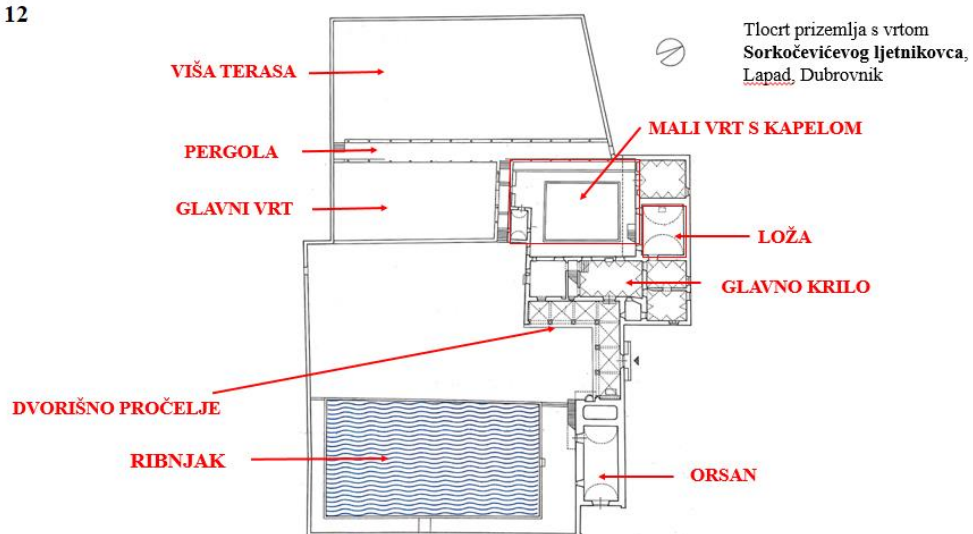 12
Tlocrt prizemlja s vrtom
Sorkočevićevog ljetnikovca,
Lapad, Dubrovnik
VIŠA TERASA
MALI VRT S KAPELOM
PERGOLA
GLAVNI VRT
LOŽA
GLAVNO KRILO
DVORIŠNO PROČELJE
RIBNJAK
ORSAN